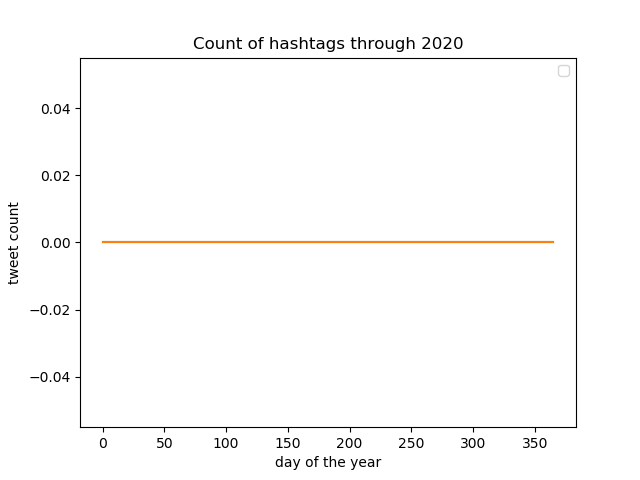 Count of hashtags through 2020
0.04
0.02
0.00
−0.02
−0.04
tweet count
0 50 100 150 200 250 300 350
day of the year